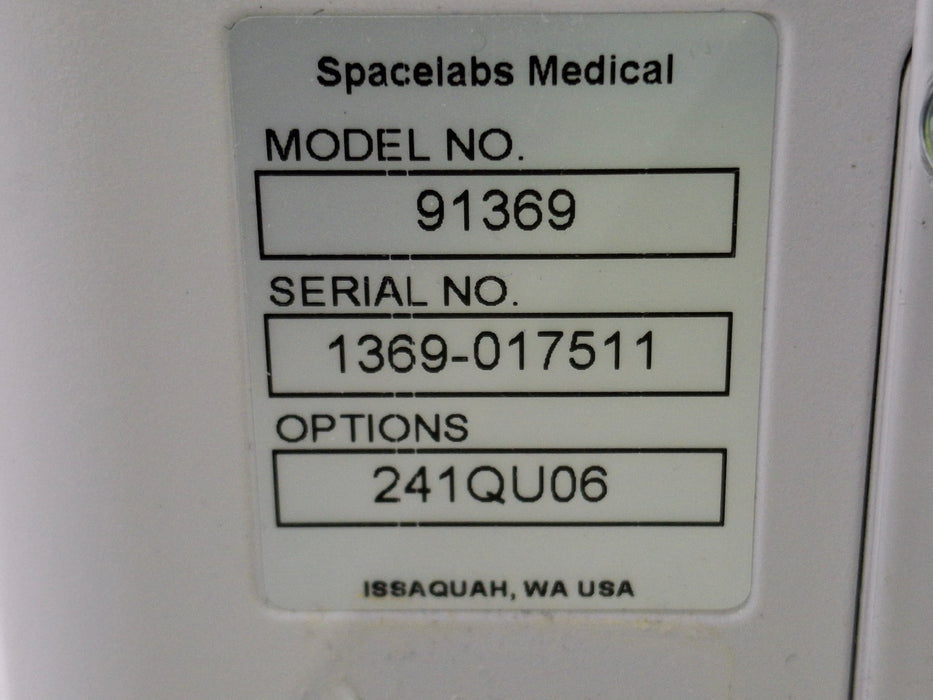 Spacelabs Medical
MODEL NO.
91369
SERIAL NO.
1369-017511
OPTIONS
241QU06
ISSAQUAH, WA USA